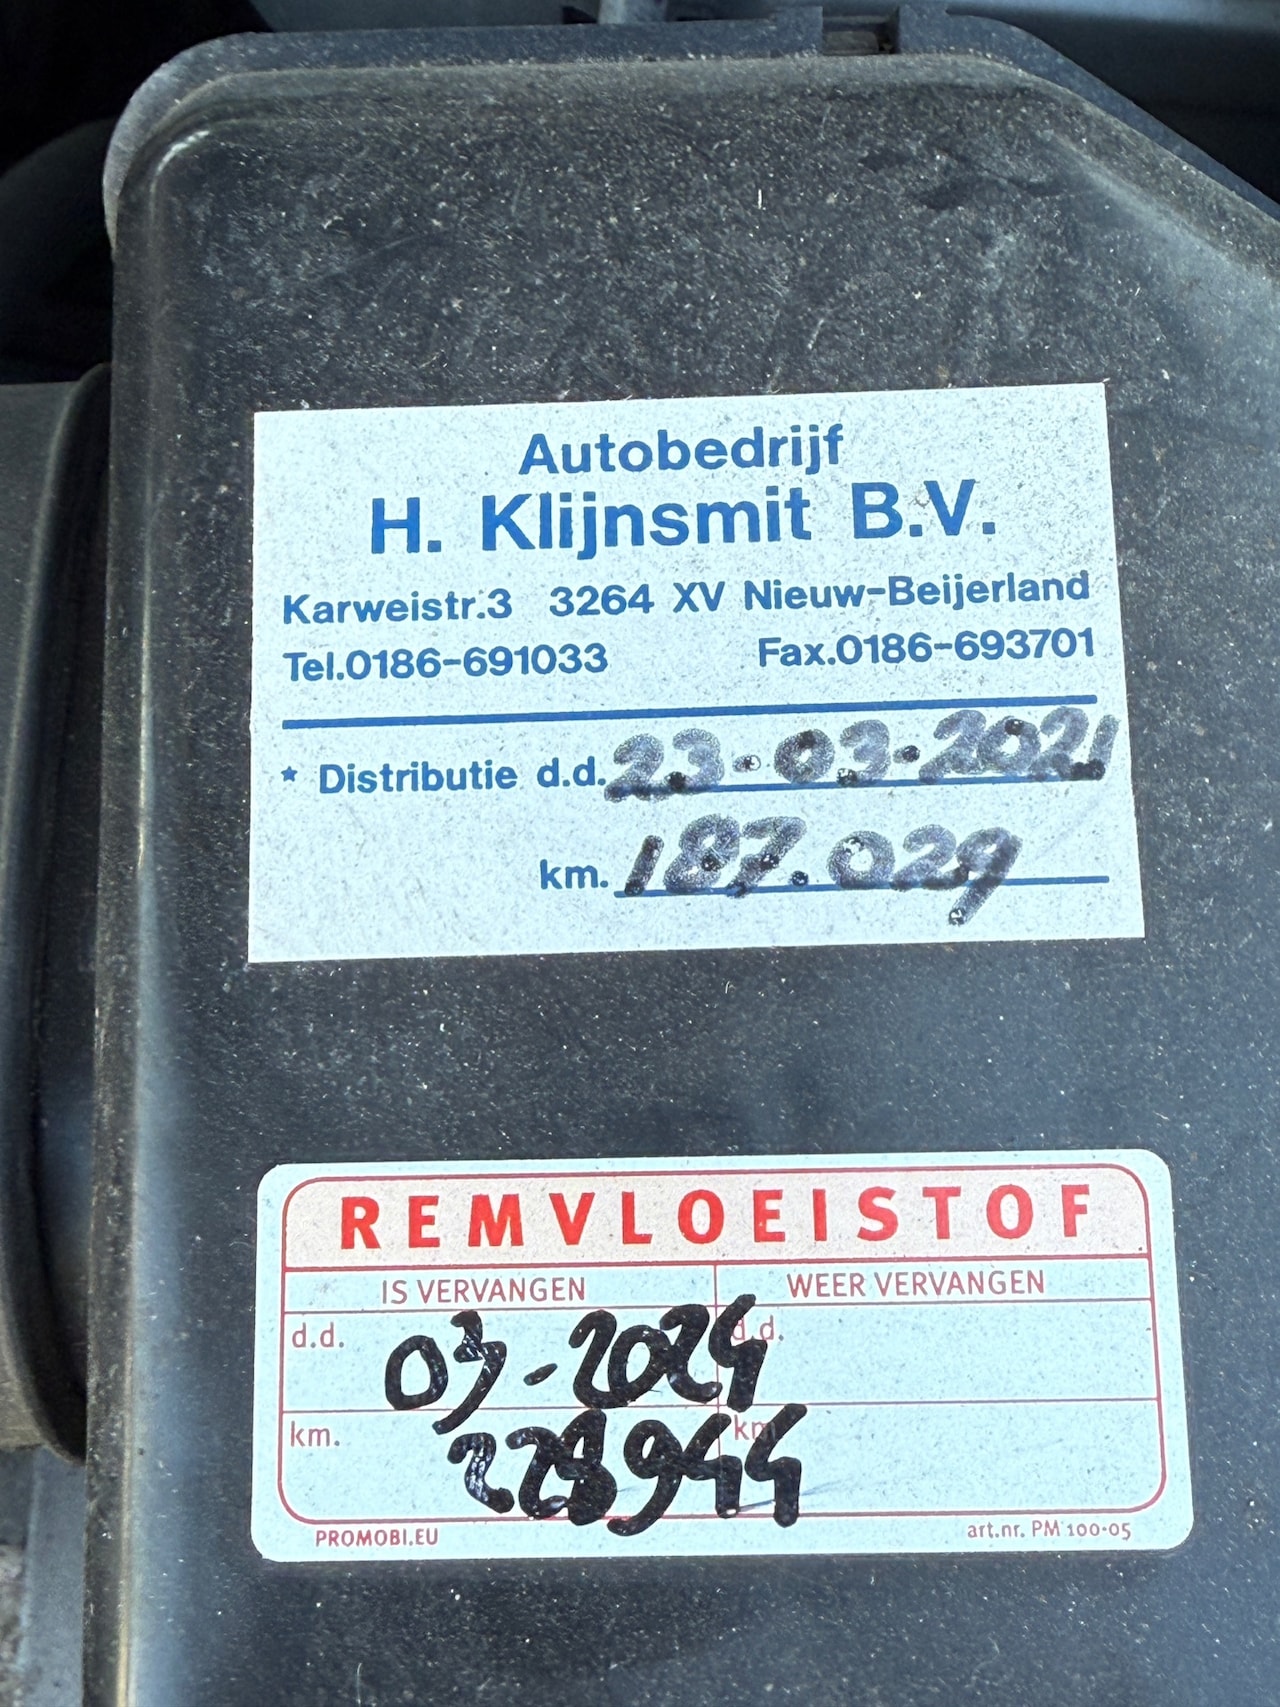 Autobedrijf
H. Klijnsmit B.V.
Karweistr.3 3264 XV Nieuw-Beijerland
Tel.0186-691033 Fax.0186-693701
* Distributie d.d. 23-03-2021
km. 187.029
REMVLOEISTOF
IS VERVANGEN WEER VERVANGEN
d.d. 03-2024 d.d.
km. 228944 km
PROMOBI.EU art.nr. PM 100-05